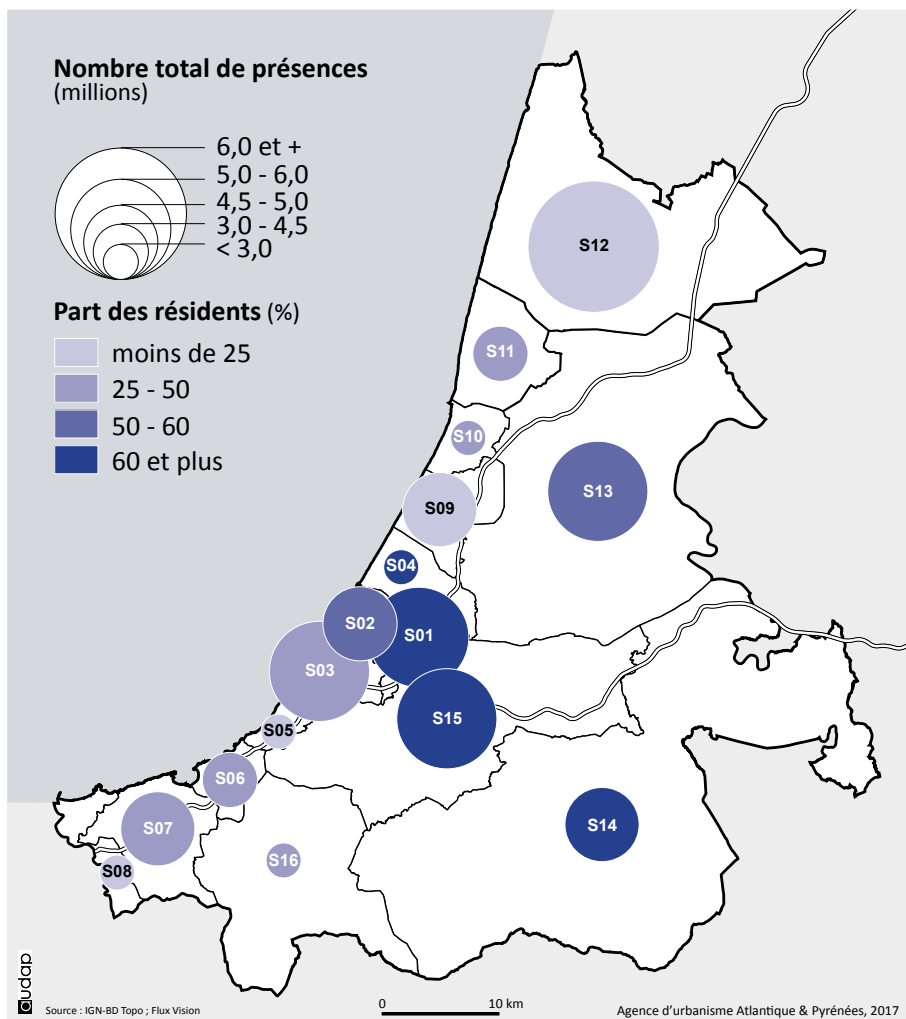 Nombre total de présences
(millions)
6,0 et +
5,0 - 6,0
4,5 - 5,0
3,0 - 4,5
< 3,0
Part des résidents (%)
moins de 25
25 - 50
50 - 60
60 et plus
S12
S11
S10
S13
S09
S04
S02
S01
S03
S15
S05
S06
S07
S14
S16
S08
audap
Source : IGN-BD Topo ; Flux Vision
0
10 km
Agence d'urbanisme Atlantique & Pyrénées, 2017